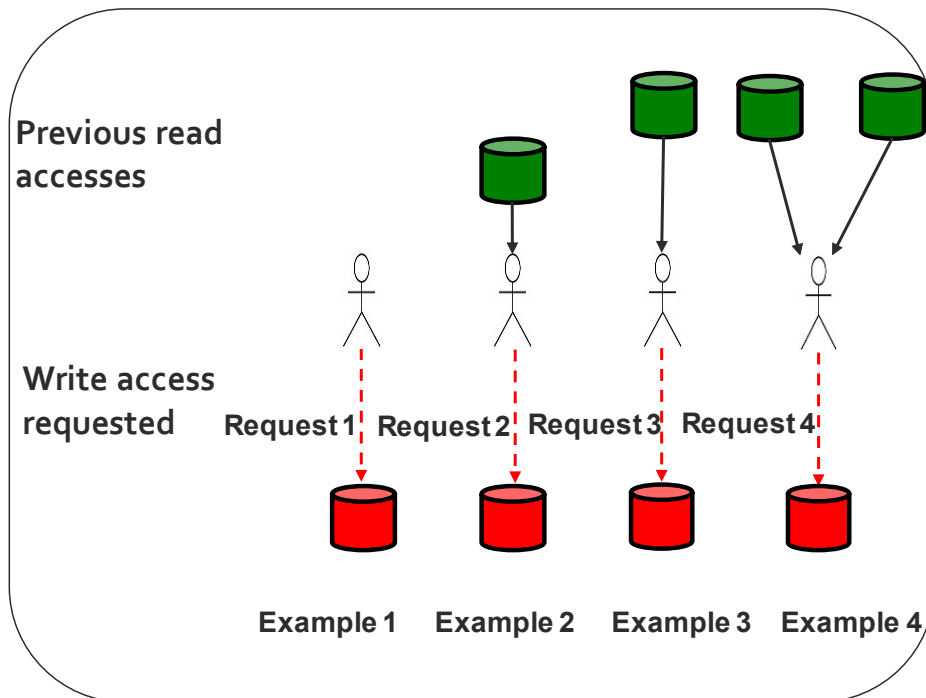 Previous read
accesses
Write access
requested
Request 1 Request 2 Request 3 Request 4
Example 1 Example 2 Example 3 Example 4